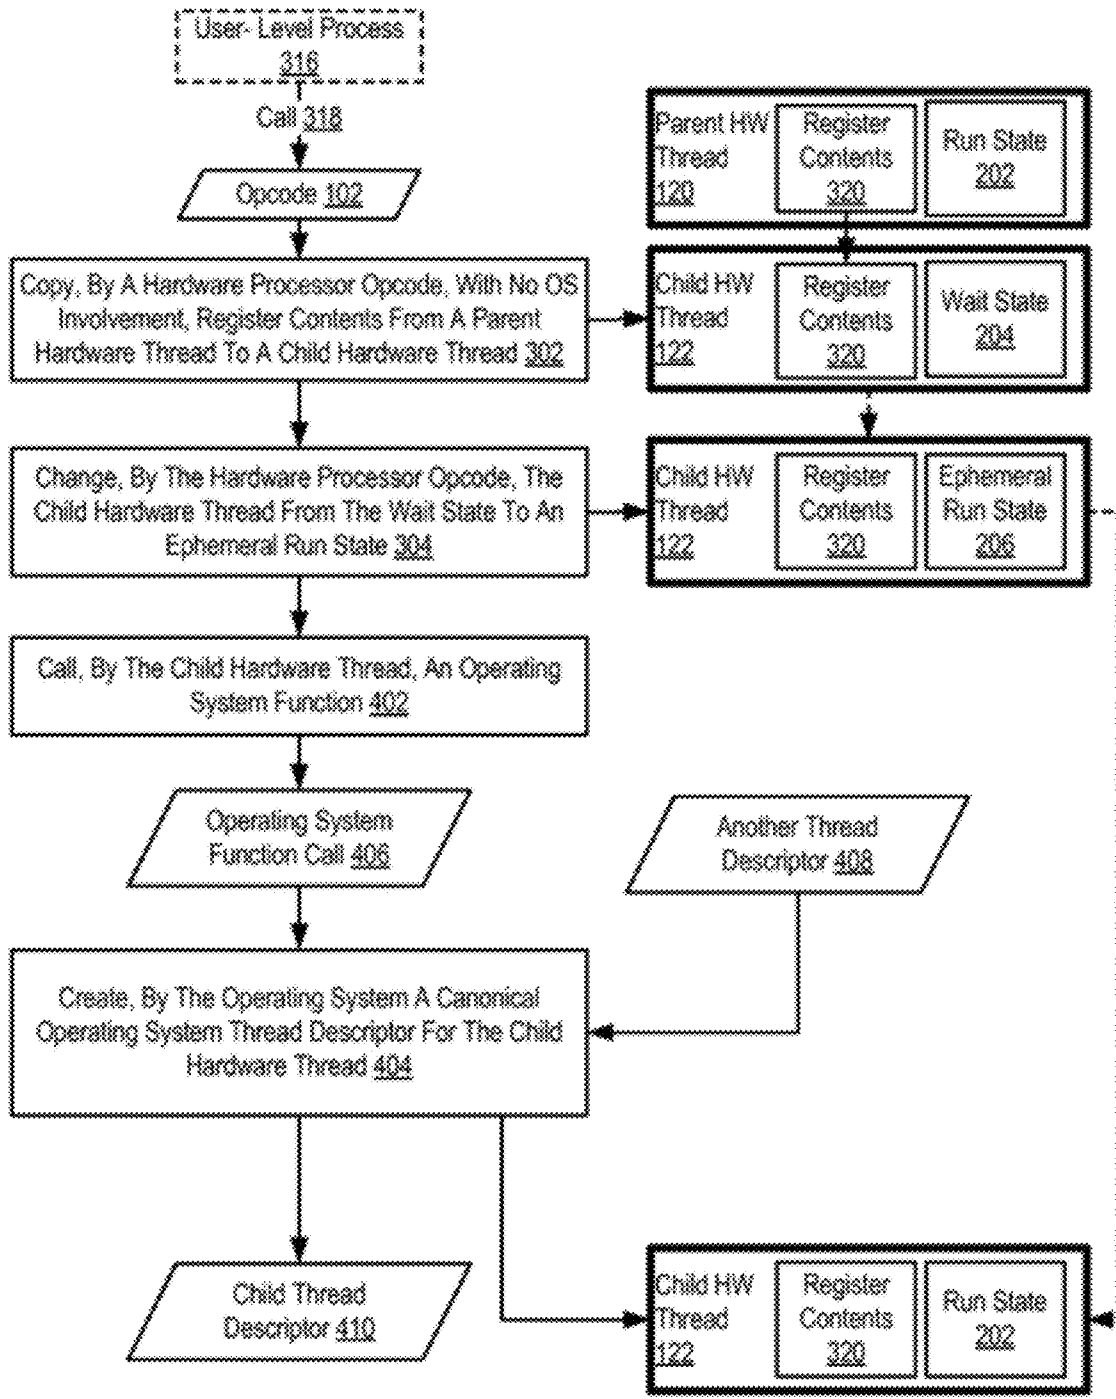 User- Level Process
316
Call 318
Opcode 102
Parent HW
Thread
120
Register
Contents
320
Run State
202
Copy, By A Hardware Processor Opcode, With No OS
Involvement, Register Contents From A Parent
Hardware Thread To A Child Hardware Thread 302
Child HW
Thread
122
Register
Contents
320
Wait State
204
Change, By The Hardware Processor Opcode, The
Child Hardware Thread From The Wait State To An
Ephemeral Run State 304
Child HW
Thread
122
Register
Contents
320
Ephemeral
Run State
206
Call, By The Child Hardware Thread, An Operating
System Function 402
Operating System
Function Call 406
Another Thread
Descriptor 408
Create, By The Operating System A Canonical
Operating System Thread Descriptor For The Child
Hardware Thread 404
Child Thread
Descriptor 410
Child HW
Thread
122
Register
Contents
320
Run State
202